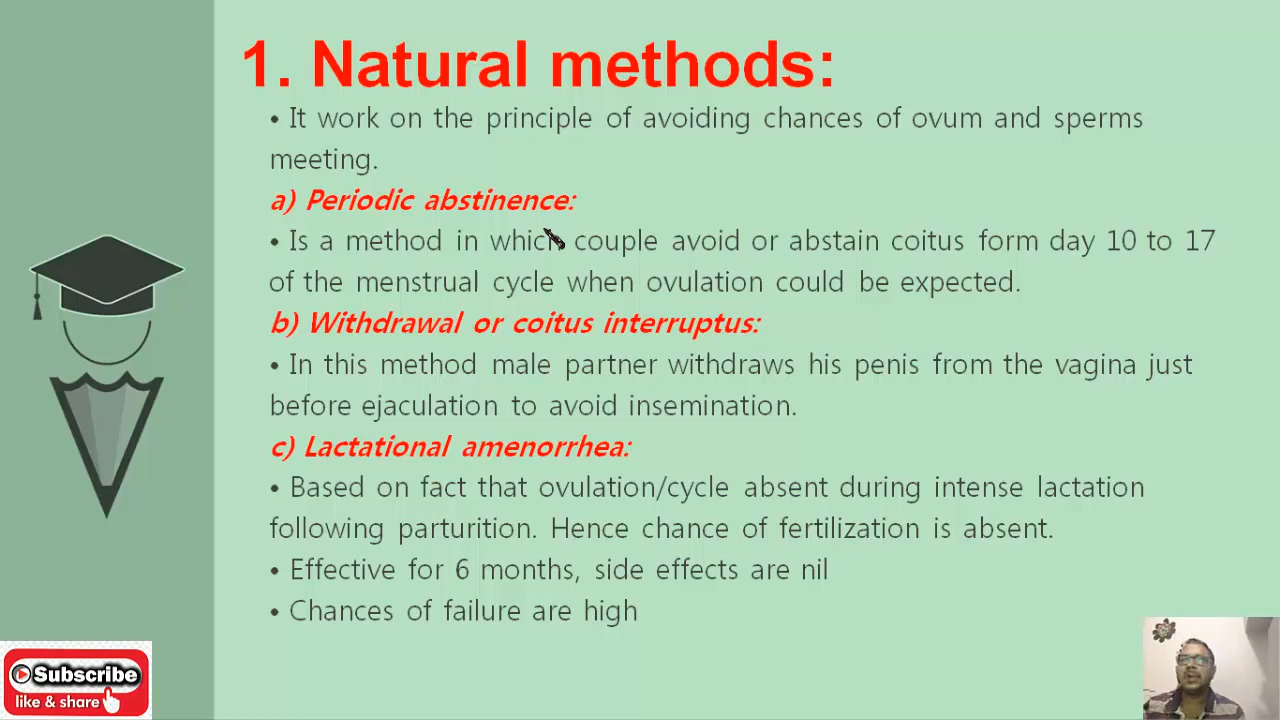 1. Natural methods:
• It work on the principle of avoiding chances of ovum and sperms
meeting.
a) Periodic abstinence:
• Is a method in which couple avoid or abstain coitus form day 10 to 17
of the menstrual cycle when ovulation could be expected.
b) Withdrawal or coitus interruptus:
• In this method male partner withdraws his penis from the vagina just
before ejaculation to avoid insemination.
c) Lactational amenorrhea:
• Based on fact that ovulation/cycle absent during intense lactation
following parturition. Hence chance of fertilization is absent.
• Effective for 6 months, side effects are nil
• Chances of failure are high
Subscribe
like & share